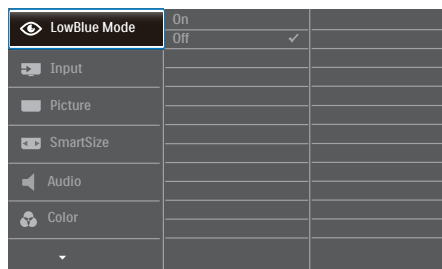 LowBlue Mode
On
Off
Input
Picture
SmartSize
Audio
Color